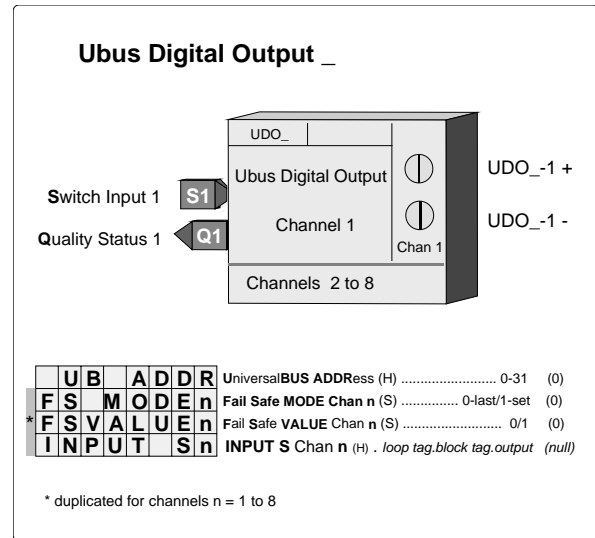 Ubus Digital Output _
UDO_
Ubus Digital Output
UDO_-1 +
Switch Input 1
S1
Channel 1
UDO_-1 -
Quality Status 1
Q1
Chan 1
Channels 2 to 8
UB ADDR UniversalBUS ADDRess (H) ......................... 0-31 (0)
FS MODEn Fail Safe MODE Chan n (S) ............... 0-last/1-set (0)
* FSVALUEn Fail Safe VALUE Chan n (S) .......................... 0/1 (0)
INPUT Sn INPUT S Chan n (H) . loop tag.block tag.output (null)
* duplicated for channels n = 1 to 8